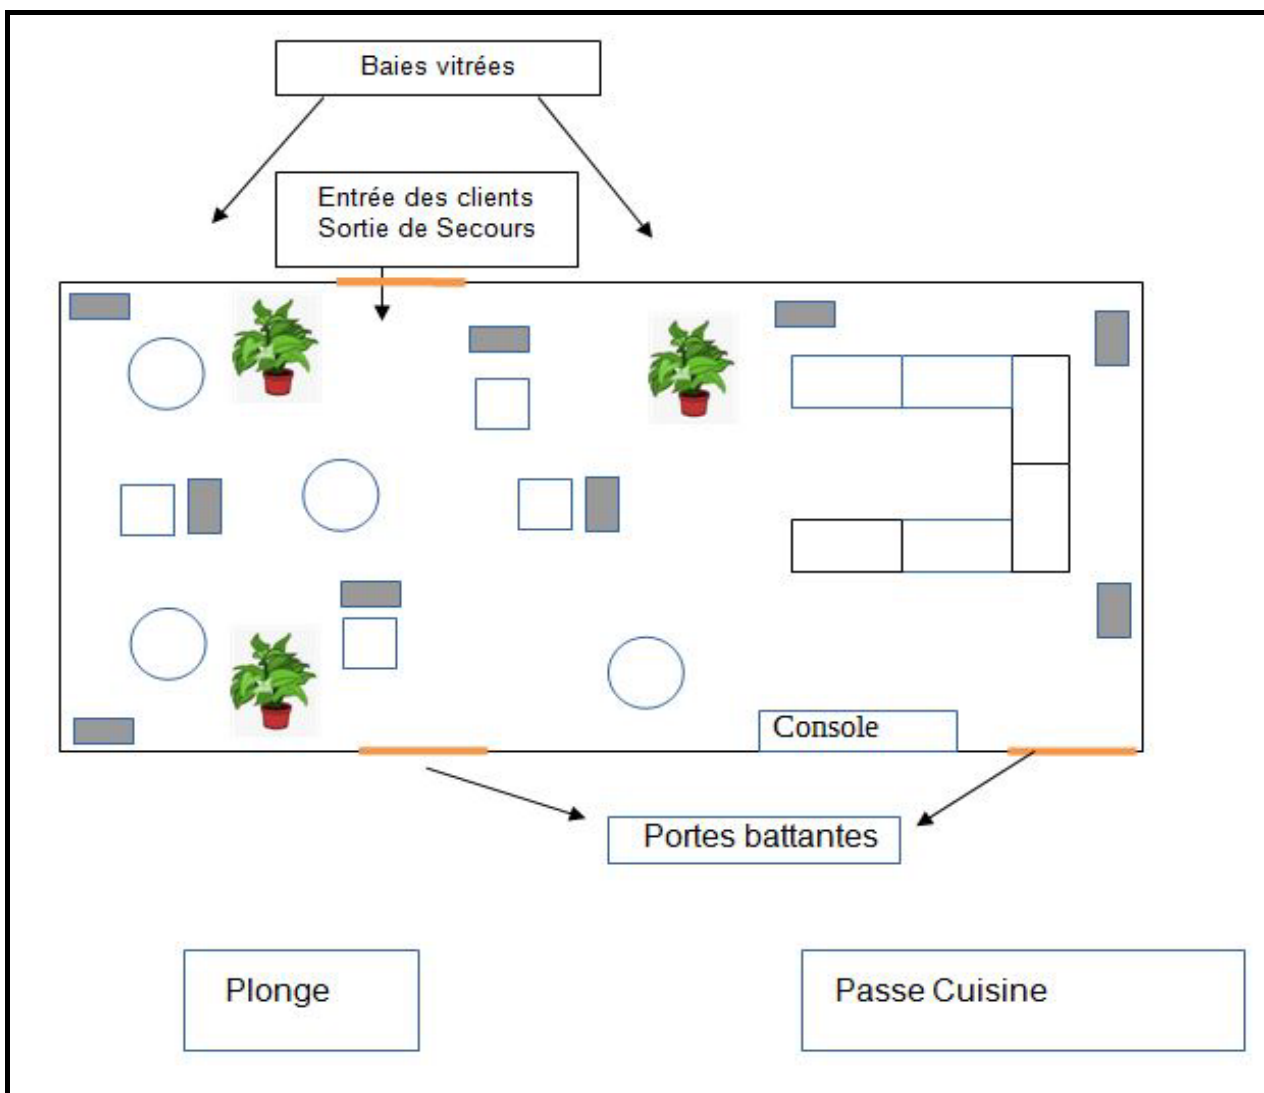 Baies vitrées
Entrée des clients
Sortie de Secours
Console
Portes battantes
Plonge
Passe Cuisine